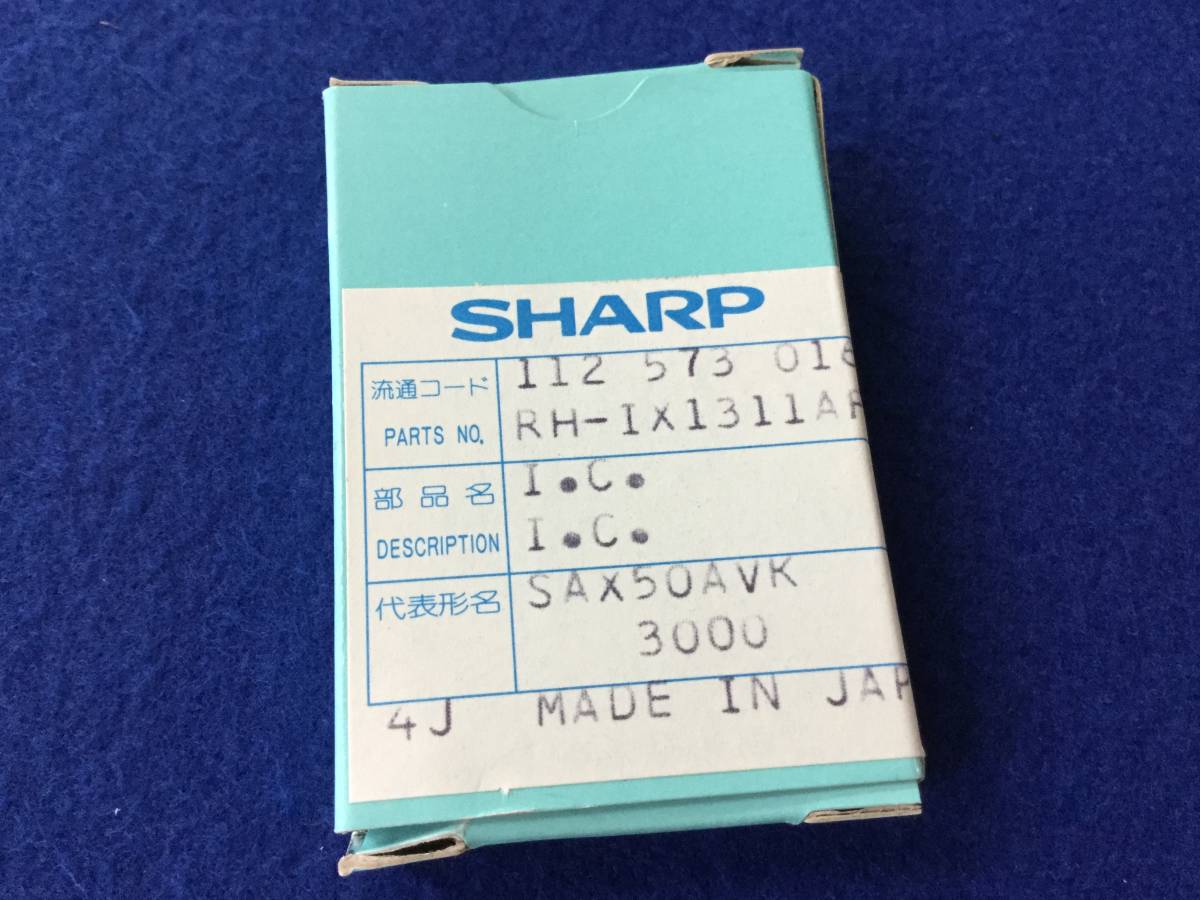 SHARP
流通コード 112 573 016
PARTS NO. RH-IX1311AF
部品名 I.C.
DESCRIPTION I.C.
代表形名 SAX50AVK
3000
4J MADE IN JAP